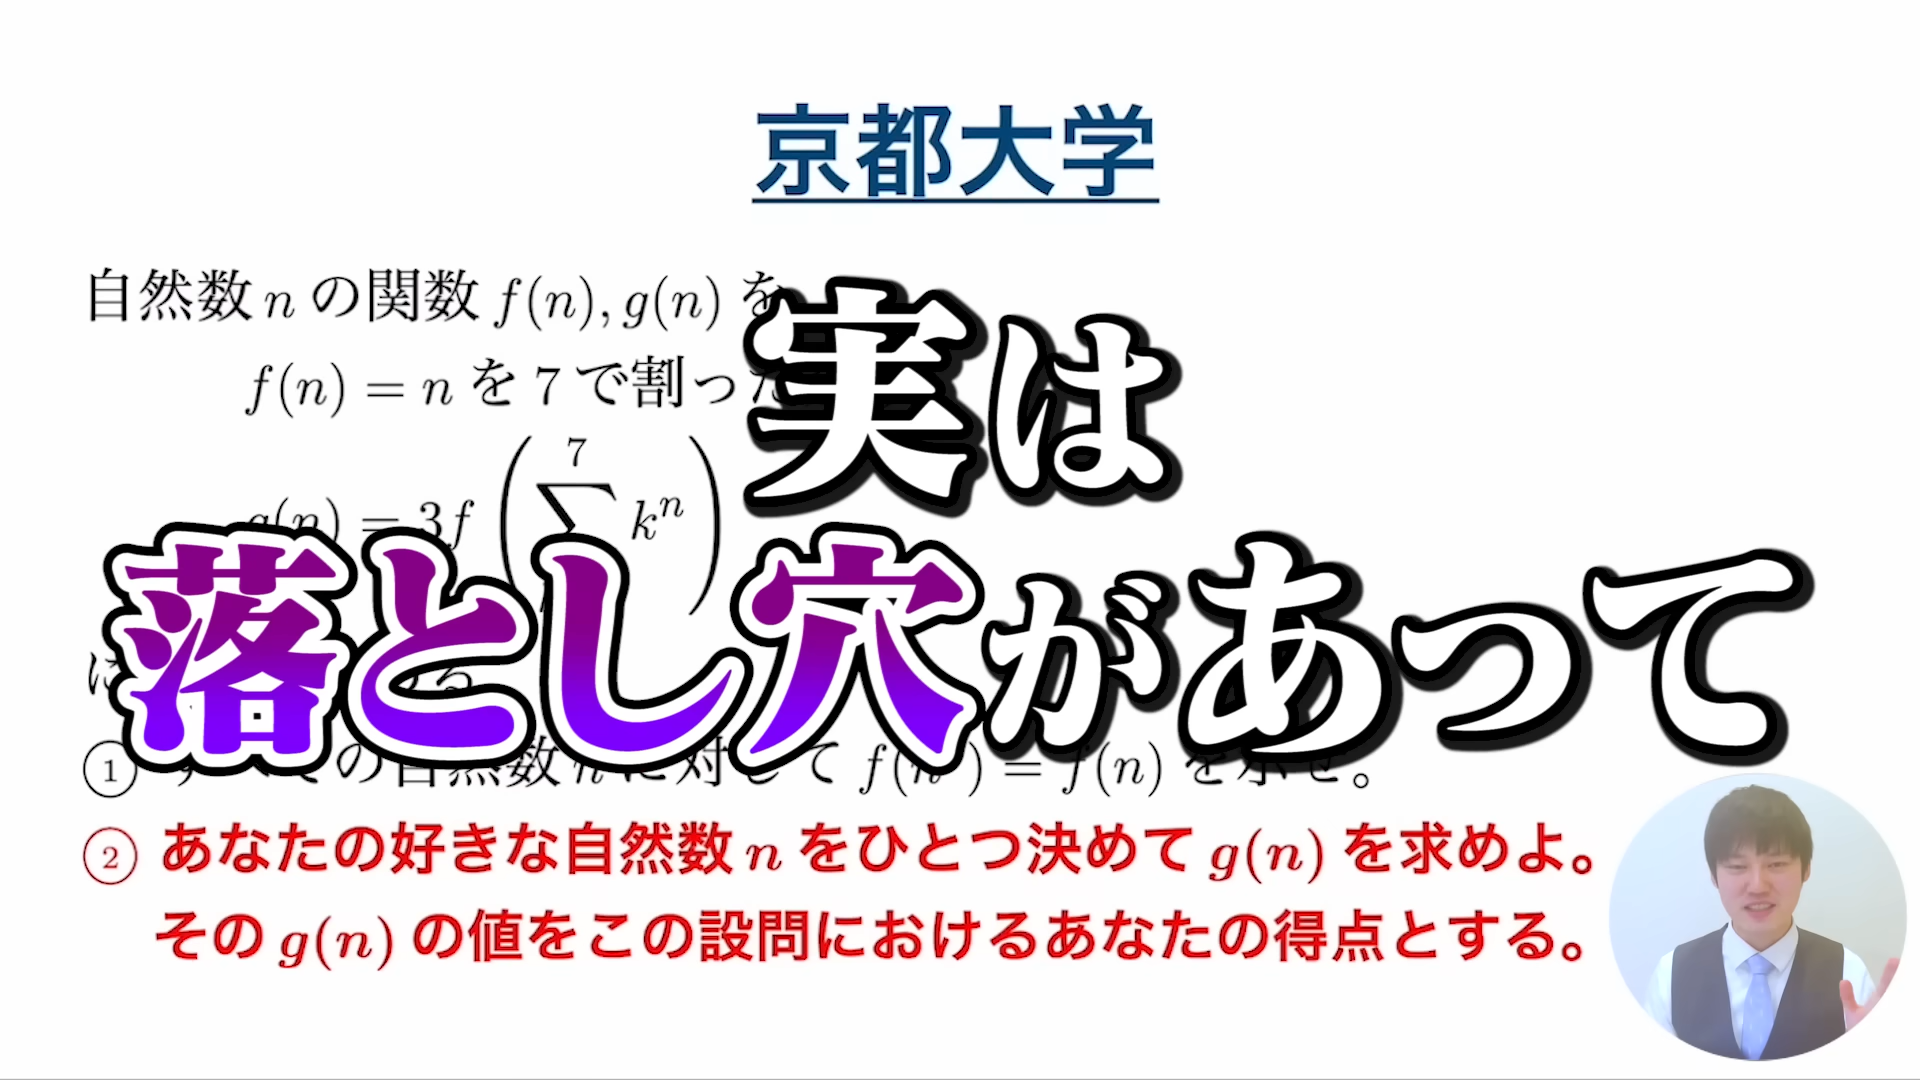 京都大学
自然数 n の関数 f(n), g(n) を
f(n) = n を 7 で割った
実は
g(n) = 3f ( 7 ∑ k^n )
落とし穴があって
① の自然数 n に対して f(n ) = f(n) を示せ。
② あなたの好きな自然数 n をひとつ決めて g(n) を求めよ。
その g(n) の値をこの設問におけるあなたの得点とする。